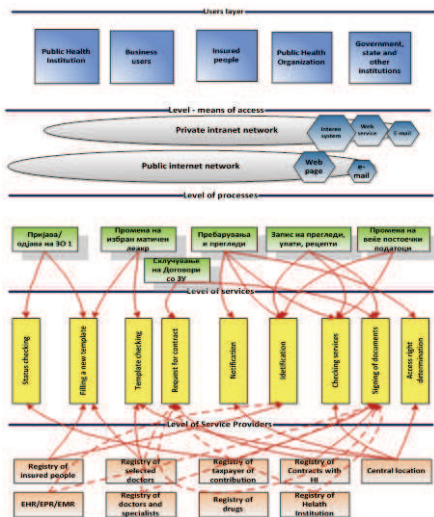 Users layer
Public Health
Institution
Business
users
Insured
people
Public Health
Organization
Government,
state and
other
institutions
Level - means of access
Private intranet network
Interen
system
Web
service
E-mail
Public internet network
Web
page
e-
mail
Level of processes
Пријава/
одјана на ЗО 1
Промена на
избран матичен
леакр
Склучување
на Договори
со ЗУ
Пребарувања
и прегледи
Запис на прегледи,
упати, рецепти
Промена на
веќе постоечки
податоци
Level of services
Status checking
Filling a new template
Template checking
Request for contract
Notification
Idetification
Checking services
Signing of documents
Access right
determination
Level of Service Providers
Registry of
insured people
Registry of
selected
doctors
Registry of
taxpayer of
contribution
Registry of
Contracts with
HI
Central location
EHR/EPR/EMR
Registry of
doctors and
specialists
Registry of
drugs
Registry of
Helath
Institution